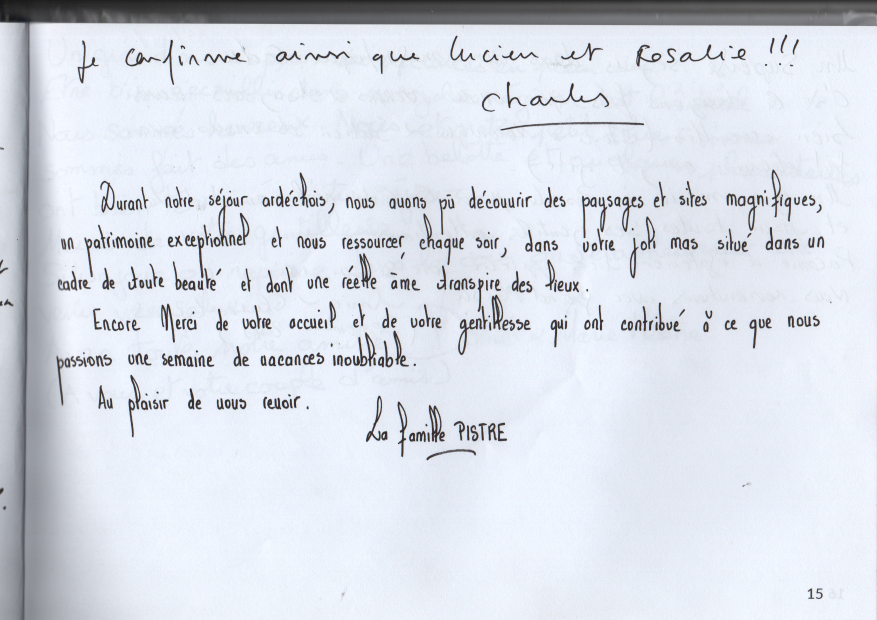 Je confirme ainsi que Lucien et Rosalie !!!
Charles
Durant notre séjour ardéchois, nous avons pû découvrir des paysages et sites magnifiques,
un patrimoine exceptionnel et nous ressourcer chaque soir, dans votre joli mas situé dans un
cadre de toute beauté et dont une réelle âme transpire des lieux.
Encore Merci de votre accueil et de votre gentillesse qui ont contribué à ce que nous
passions une semaine de vacances inoubliable.
Au plaisir de vous revoir.
La famille PISTRE
15